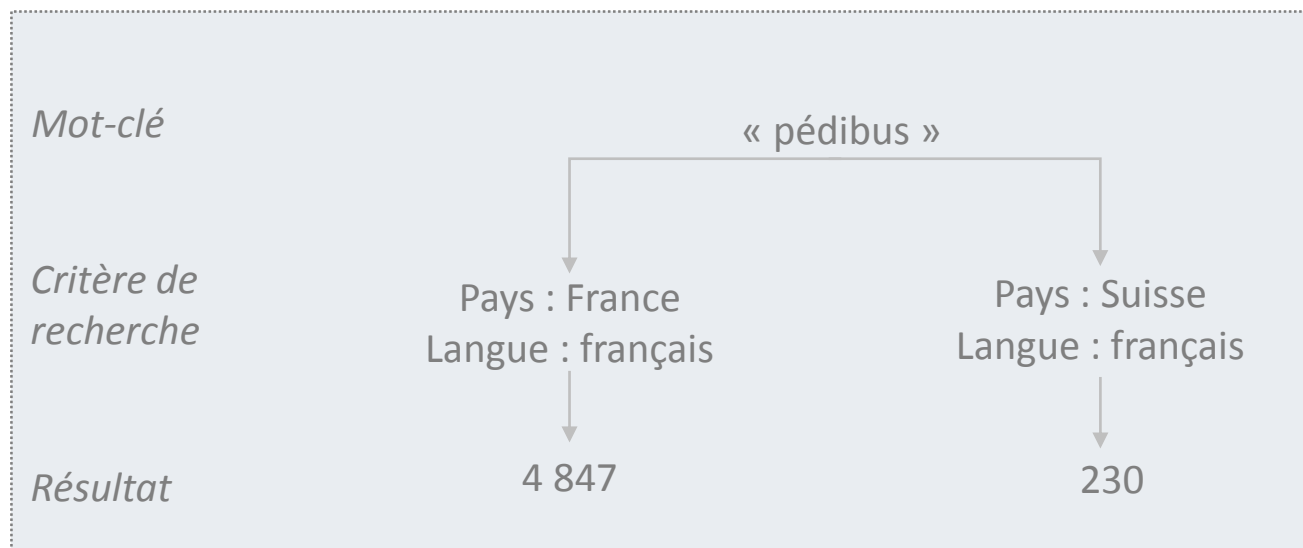 Mot-clé
« pédibus »
Critère de
recherche
Pays : France
Langue : français
Pays : Suisse
Langue : français
Résultat
4 847
230